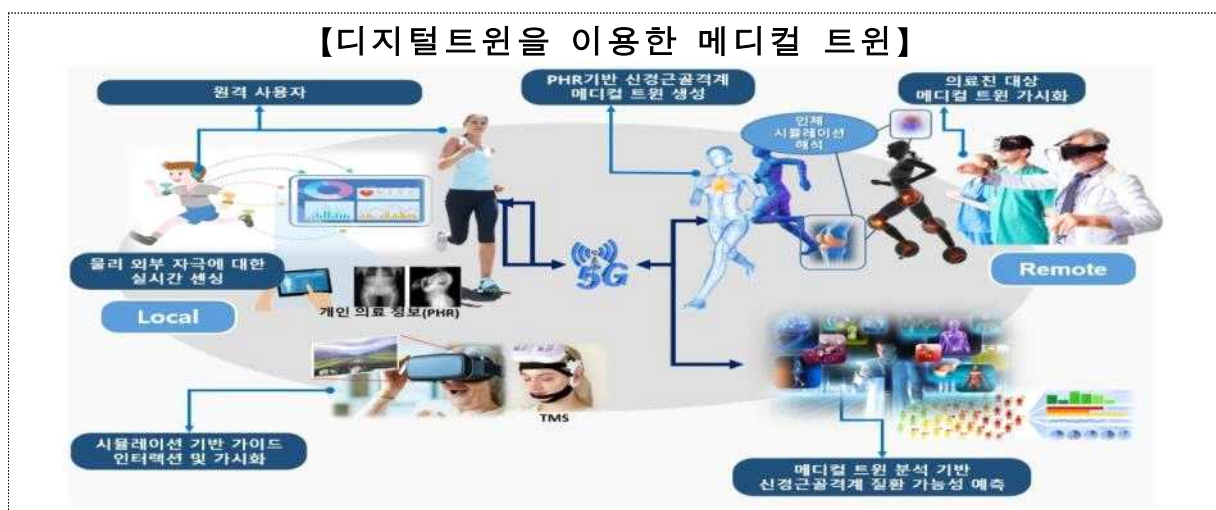 【디지털트윈을 이용한 메디컬 트윈】
원격 사용자
PHR기반 신경근골격계
메디컬 트윈 생성
의료진 대상
메디컬 트윈 가시화
인체
시뮬레이션
해석
물리 외부 자극에 대한
실시간 센싱
5G
Remote
Local
개인 의료 정보(PHR)
TMS
시뮬레이션 기반 가이드
인터랙션 및 가시화
메디컬 트윈 분석 기반
신경근골격계 질환 가능성 예측